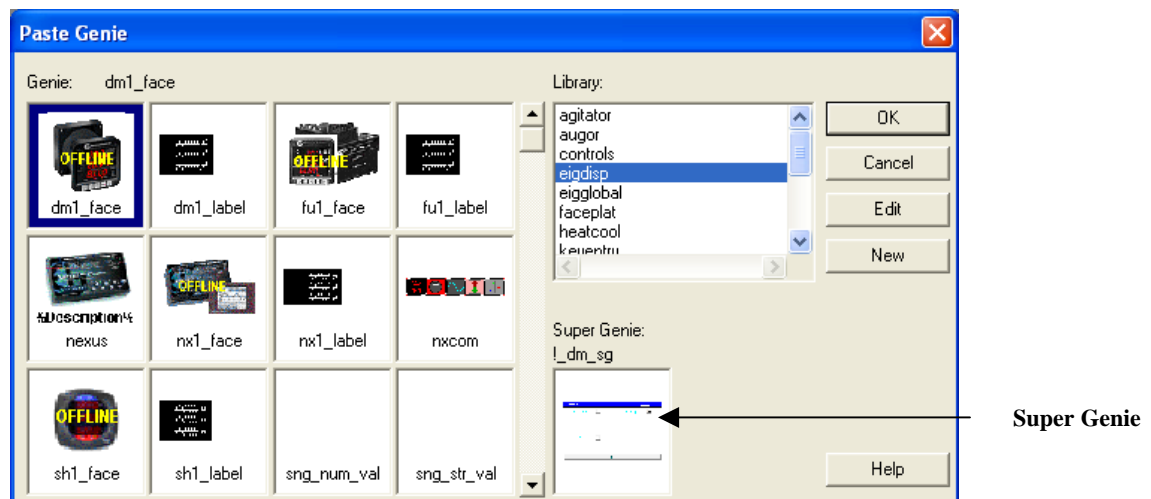 Paste Genie
Genie: dm1_face
Library:
OFFLINE
dm1_face
dm1_label
OFFLINE
fu1_face
fu1_label
agitator
augor
controls
eigdisp
eigglobal
faceplat
heatcool
keyentry
OK
Cancel
Edit
New
%Description%
nexus
OFFLINE
nx1_face
nx1_label
nxcom
Super Genie:
!_dm_sg
OFFLINE
sh1_face
sh1_label
sng_num_val
sng_str_val
Super Genie
Help